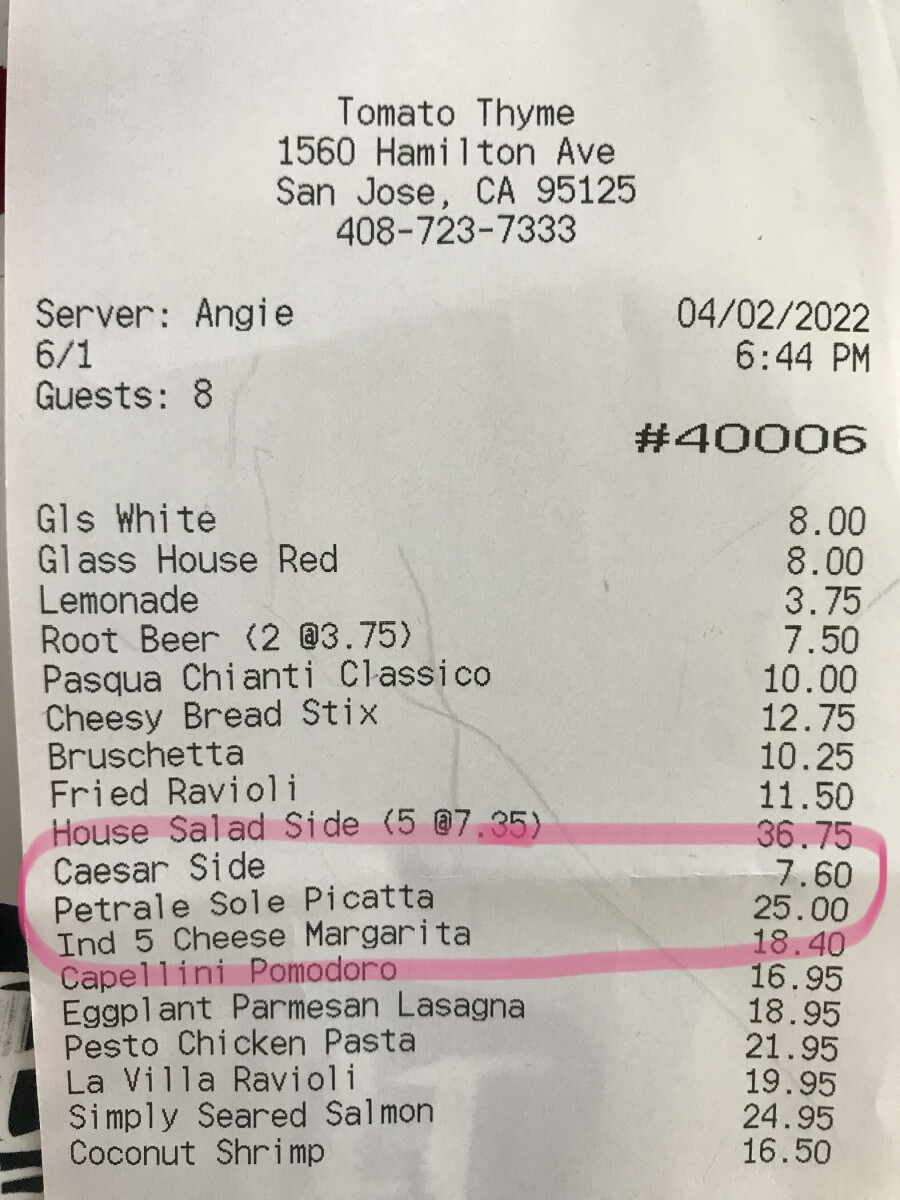 Tomato Thyme
1560 Hamilton Ave
San Jose, CA 95125
408-723-7333
Server: Angie 04/02/2022
6/1 6:44 PM
Guests: 8
#40006
Gls White 8.00
Glass House Red 8.00
Lemonade 3.75
Root Beer (2 @3.75) 7.50
Pasqua Chianti Classico 10.00
Cheesy Bread Stix 12.75
Bruschetta 10.25
Fried Ravioli 11.50
House Salad Side (5 @7.35) 36.75
Caesar Side 7.60
Petrale Sole Picatta 25.00
Ind 5 Cheese Margarita 18.40
Capellini Pomodoro 16.95
Eggplant Parmesan Lasagna 18.95
Pesto Chicken Pasta 21.95
La Villa Ravioli 19.95
Simply Seared Salmon 24.95
Coconut Shrimp 16.50